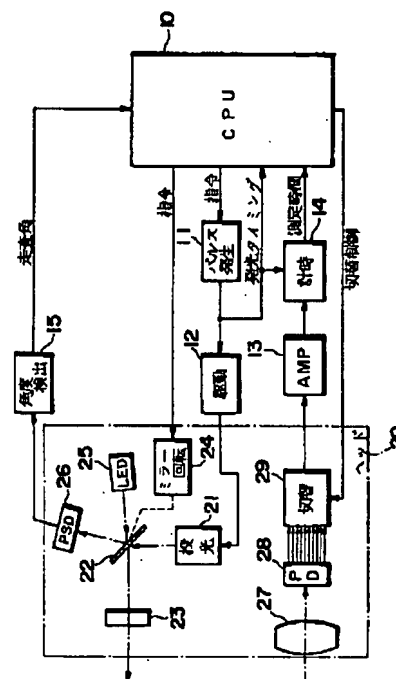 10
CPU
走査角
指令
指令
発光タイミング
測定時間
切替制御
15
角度
検出
11
パルス
発生
14
計時
12
駆動
13
AMP
ヘッド
26
PSD
25
LED
24
ミラー
回転
22
21
投光
23
29
切替
28
PD
27